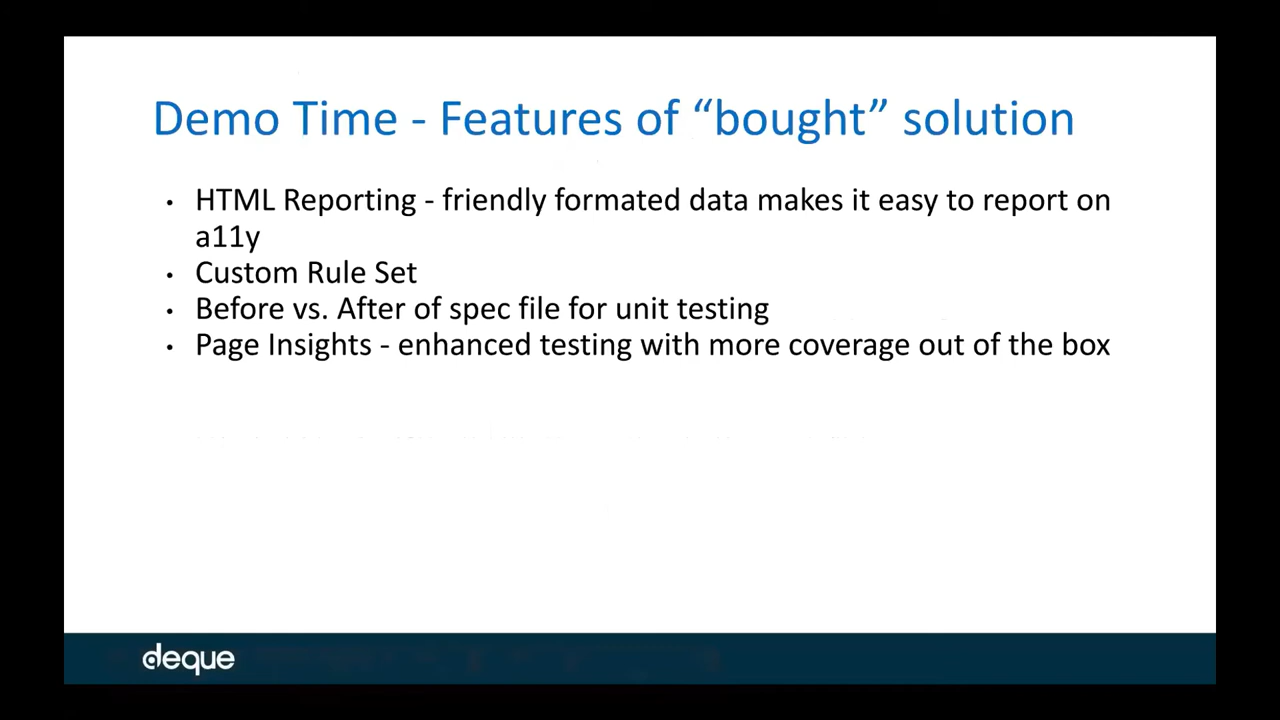 Demo Time - Features of “bought” solution
• HTML Reporting - friendly formated data makes it easy to report on
a11y
• Custom Rule Set
• Before vs. After of spec file for unit testing
• Page Insights - enhanced testing with more coverage out of the box
deque